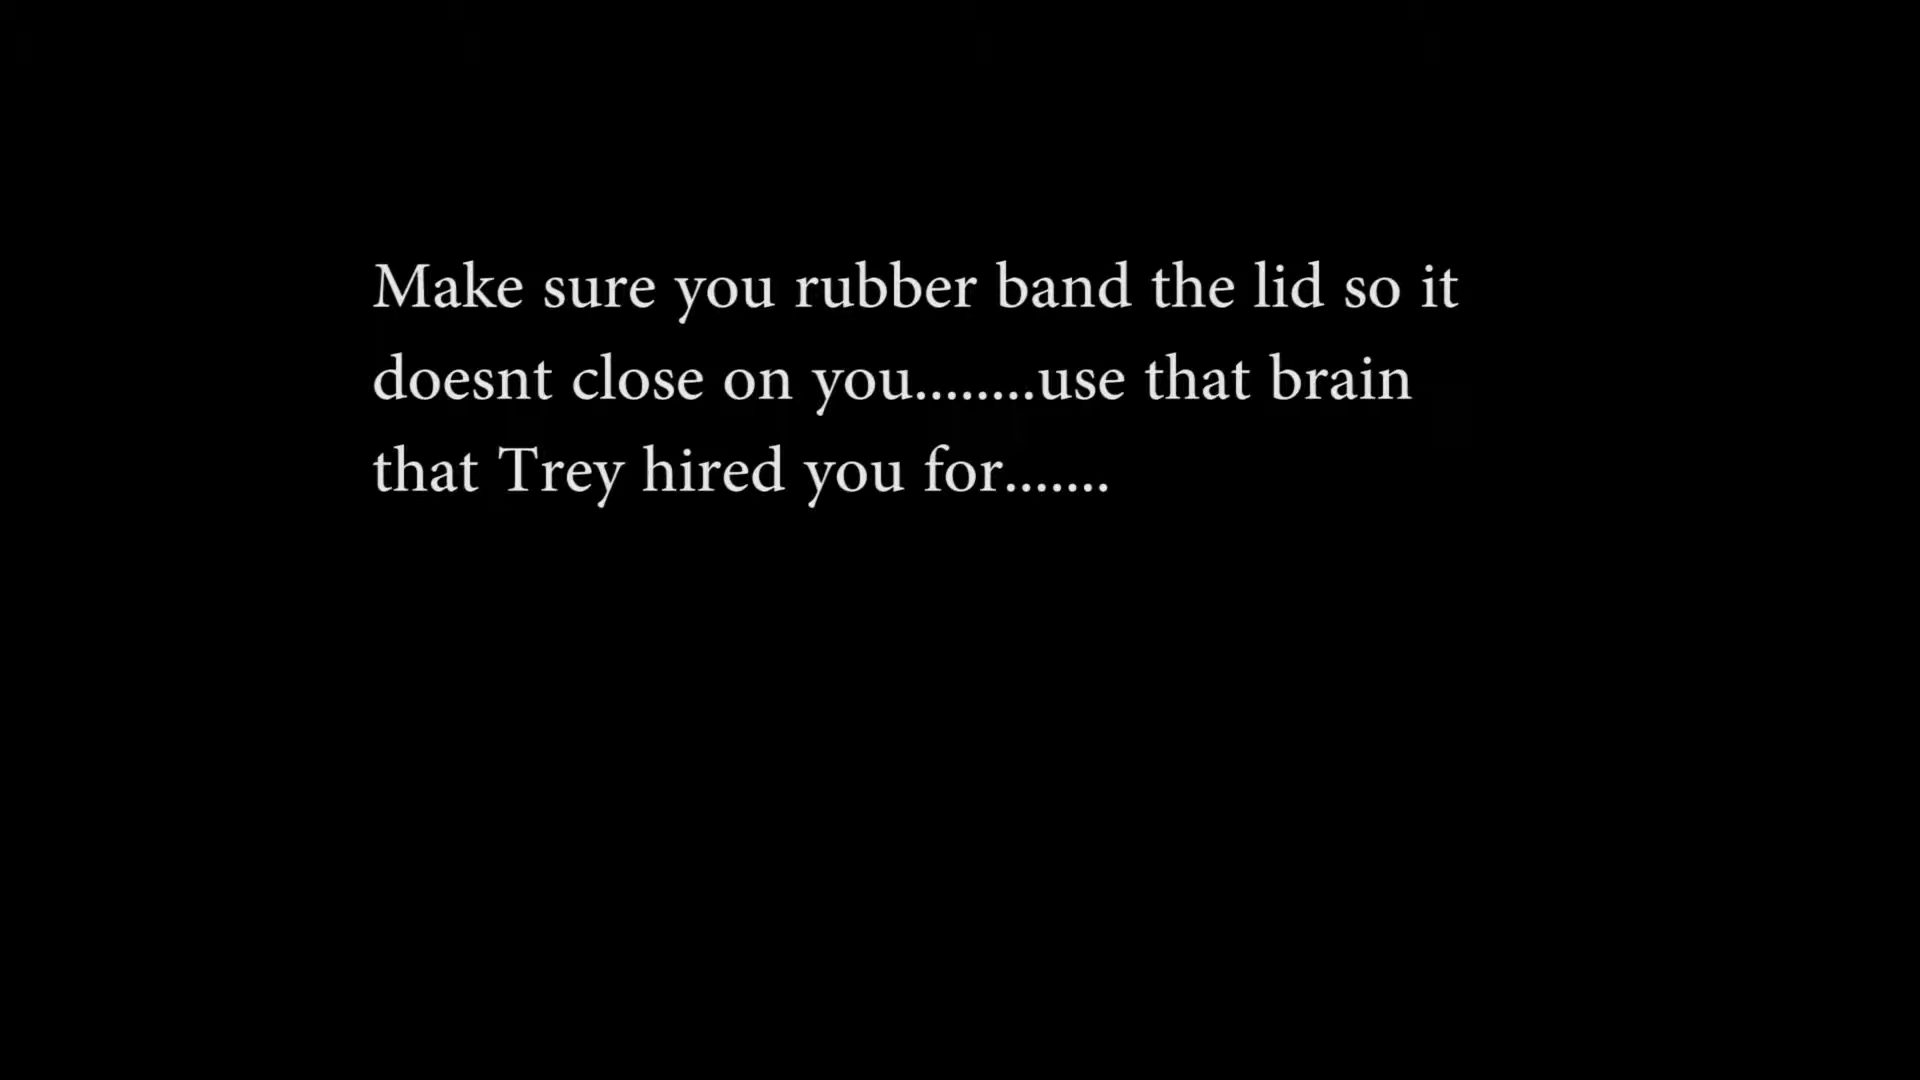 Make sure you rubber band the lid so it
doesnt close on you........use that brain
that Trey hired you for.......